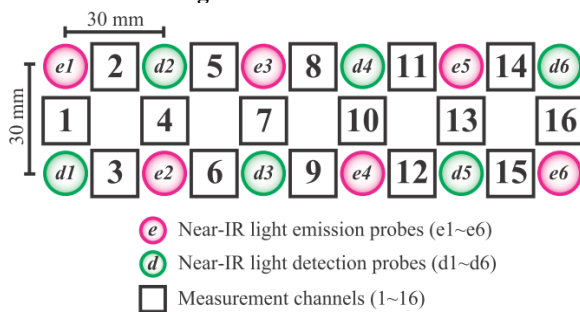 30 mm
e1 2 d2 5 e3 8 d4 11 e5 14 d6
30 mm
1 4 7 10 13 16
d1 3 e2 6 d3 9 e4 12 d5 15 e6
e Near-IR light emission probes (e1~e6)
d Near-IR light detection probes (d1~d6)
Measurement channels (1~16)